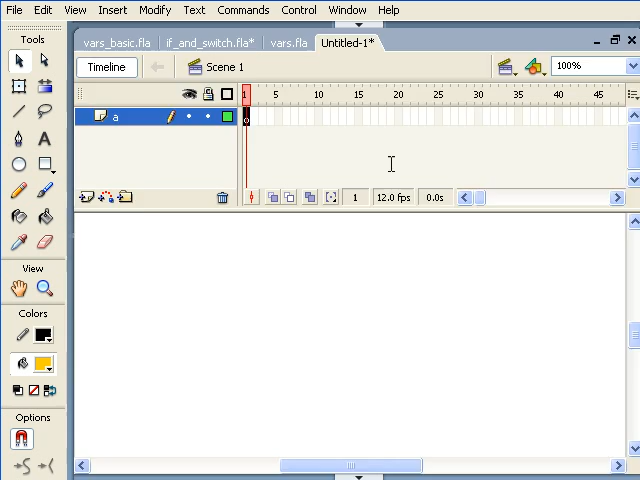 File Edit View Insert Modify Text Commands Control Window Help
Tools
vars_basic.fla if_and_switch.fla* vars.fla Untitled-1*
Timeline Scene 1 100%
1 5 10 15 20 25 30 35 40 45
a
A
1 12.0 fps 0.0s
View
Colors
Options